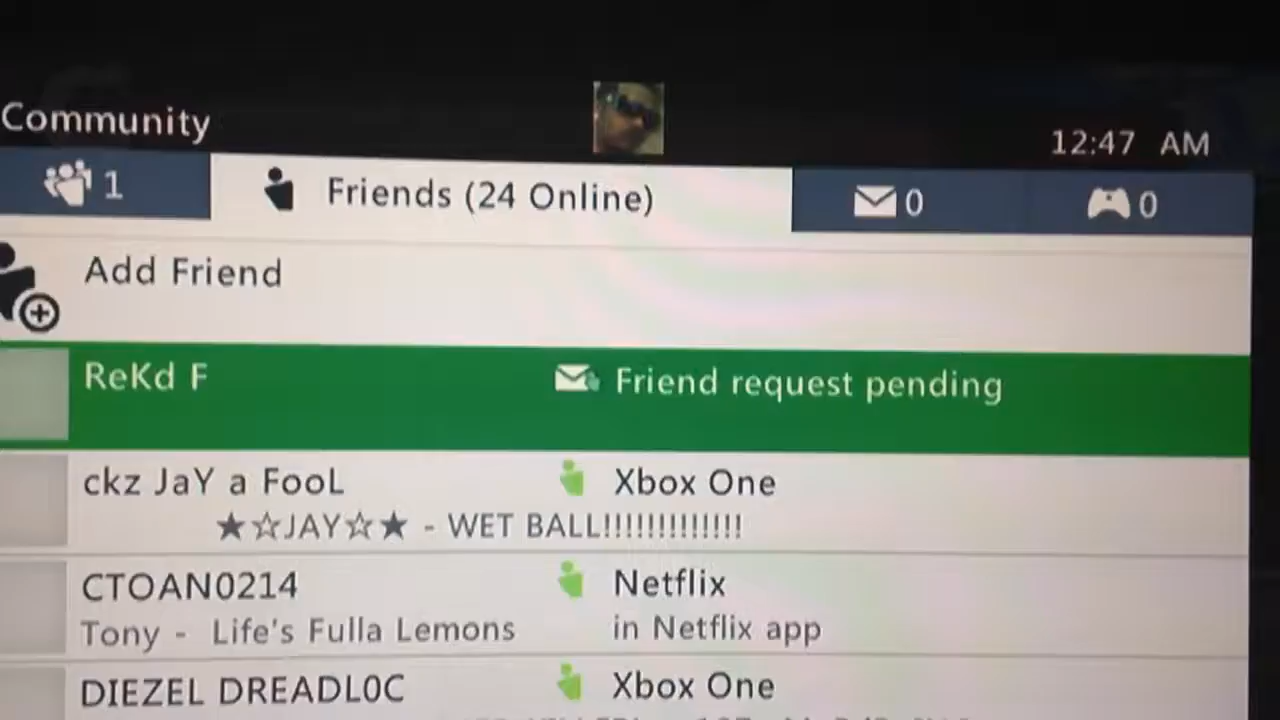 Community
12:47 AM
1
Friends (24 Online)
0
0
Add Friend
ReKd F
Friend request pending
ckz JaY a FooL
Xbox One
★☆JAY☆★ - WET BALL!!!!!!!!!!!!!
CTOAN0214
Netflix
Tony - Life's Fulla Lemons
in Netflix app
DIEZEL DREADL0C
Xbox One